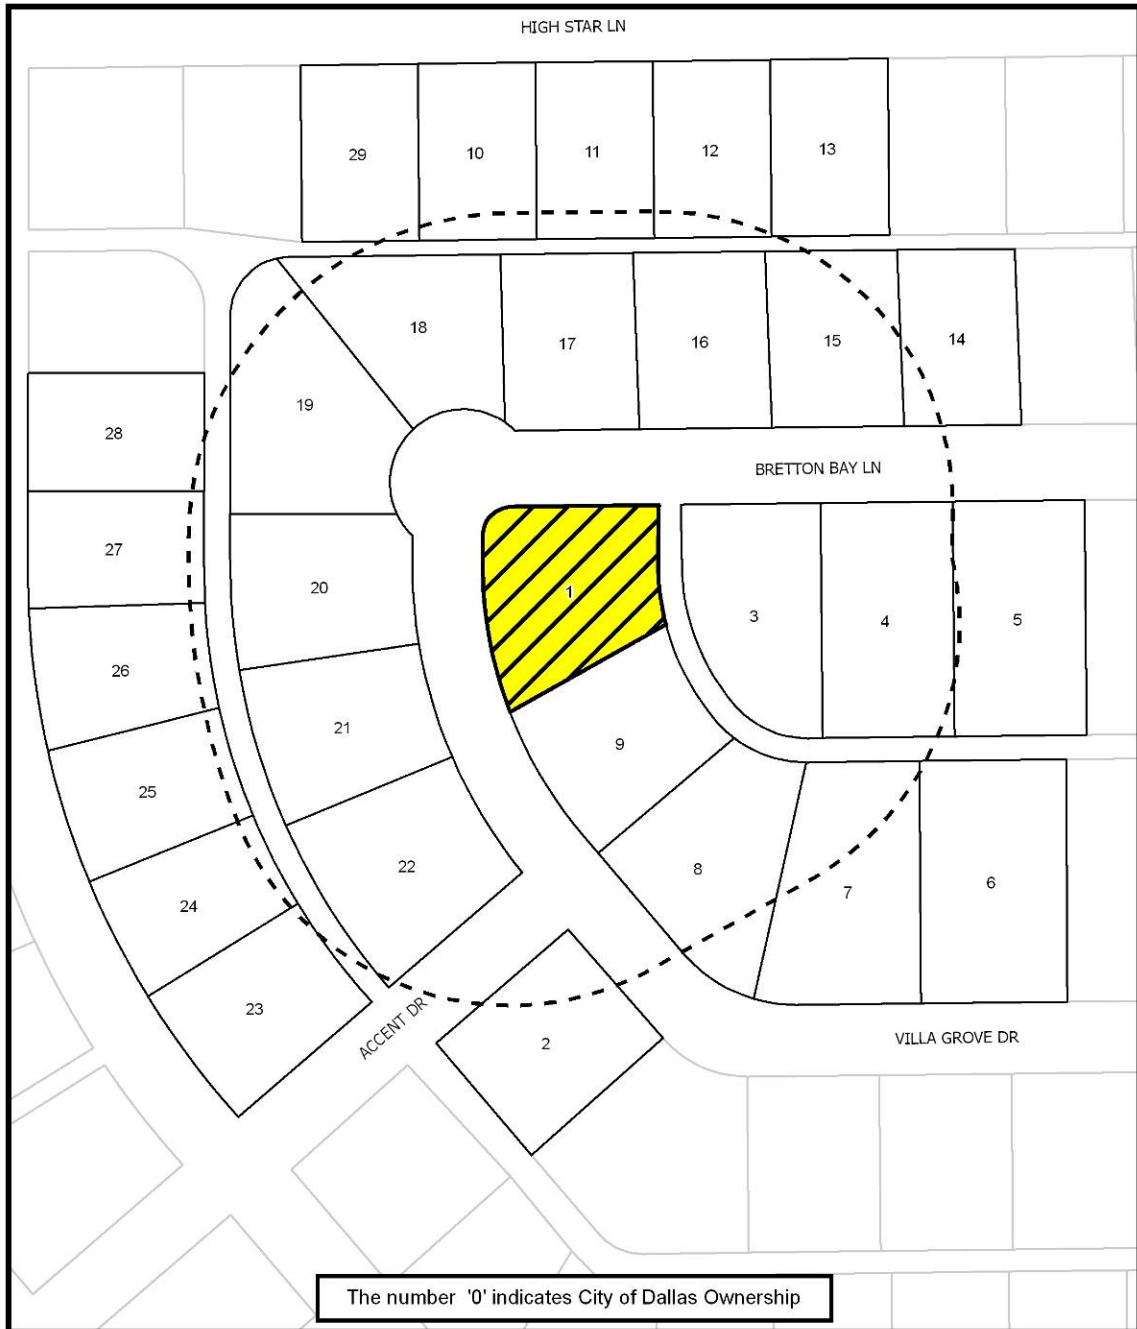 HIGH STAR LN
29 10 11 12 13
18 17 16 15 14
19
28
BRETTON BAY LN
27
20 1 3 4 5
26
21 9
25
22 8 7 6
24
23
ACCENT DR
2
VILLA GROVE DR
The number '0' indicates City of Dallas Ownership